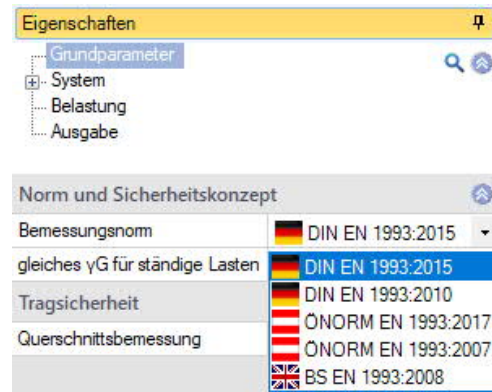 Eigenschaften
Grundparameter
System
Belastung
Ausgabe
Norm und Sicherheitskonzept
Bemessungsnorm DIN EN 1993:2015
gleiches γG für ständige Lasten DIN EN 1993:2015
DIN EN 1993:2010
Tragsicherheit
ÖNORM EN 1993:2017
Querschnittsbemessung
ÖNORM EN 1993:2007
BS EN 1993:2008